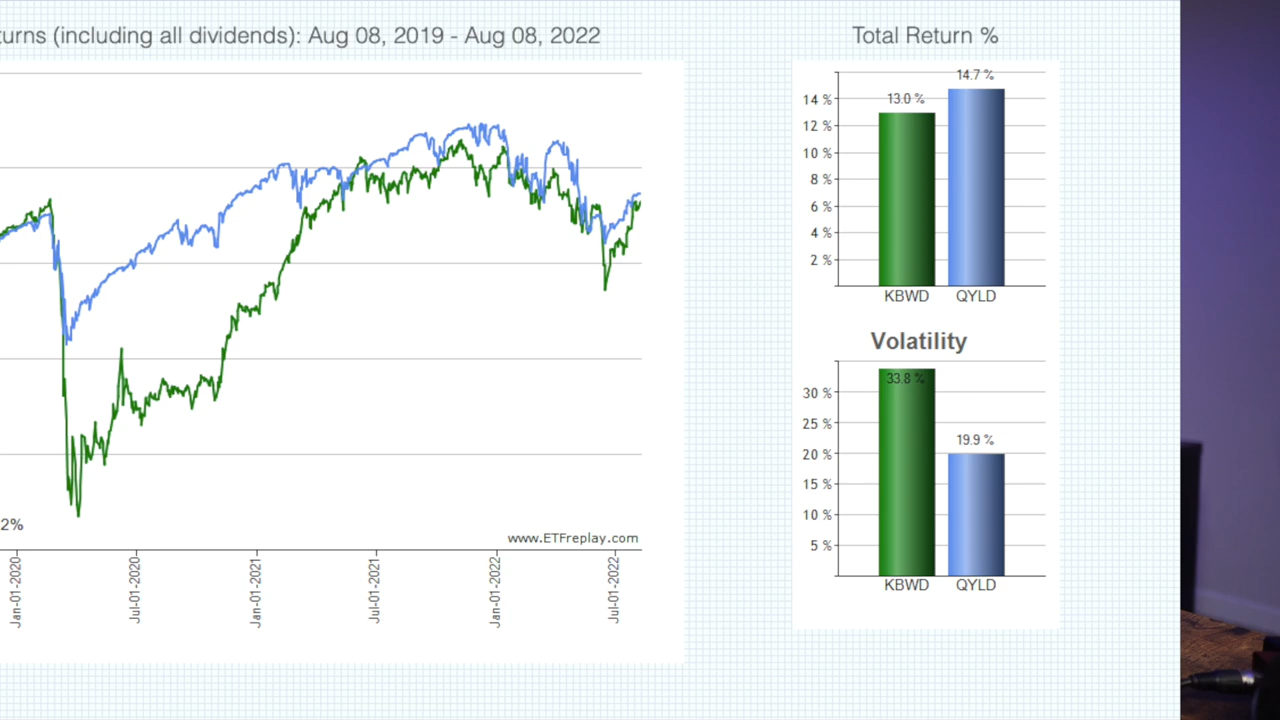 turns (including all dividends): Aug 08, 2019 - Aug 08, 2022
2%
www.ETFreplay.com
Jan-01-2020
Jul-01-2020
Jan-01-2021
Jul-01-2021
Jan-01-2022
Jul-01-2022
Total Return %
14 %
12 %
10 %
8 %
6 %
4 %
2 %
13.0 %
14.7 %
KBWD
QYLD
Volatility
30 %
25 %
20 %
15 %
10 %
5 %
33.8 %
19.9 %
KBWD
QYLD